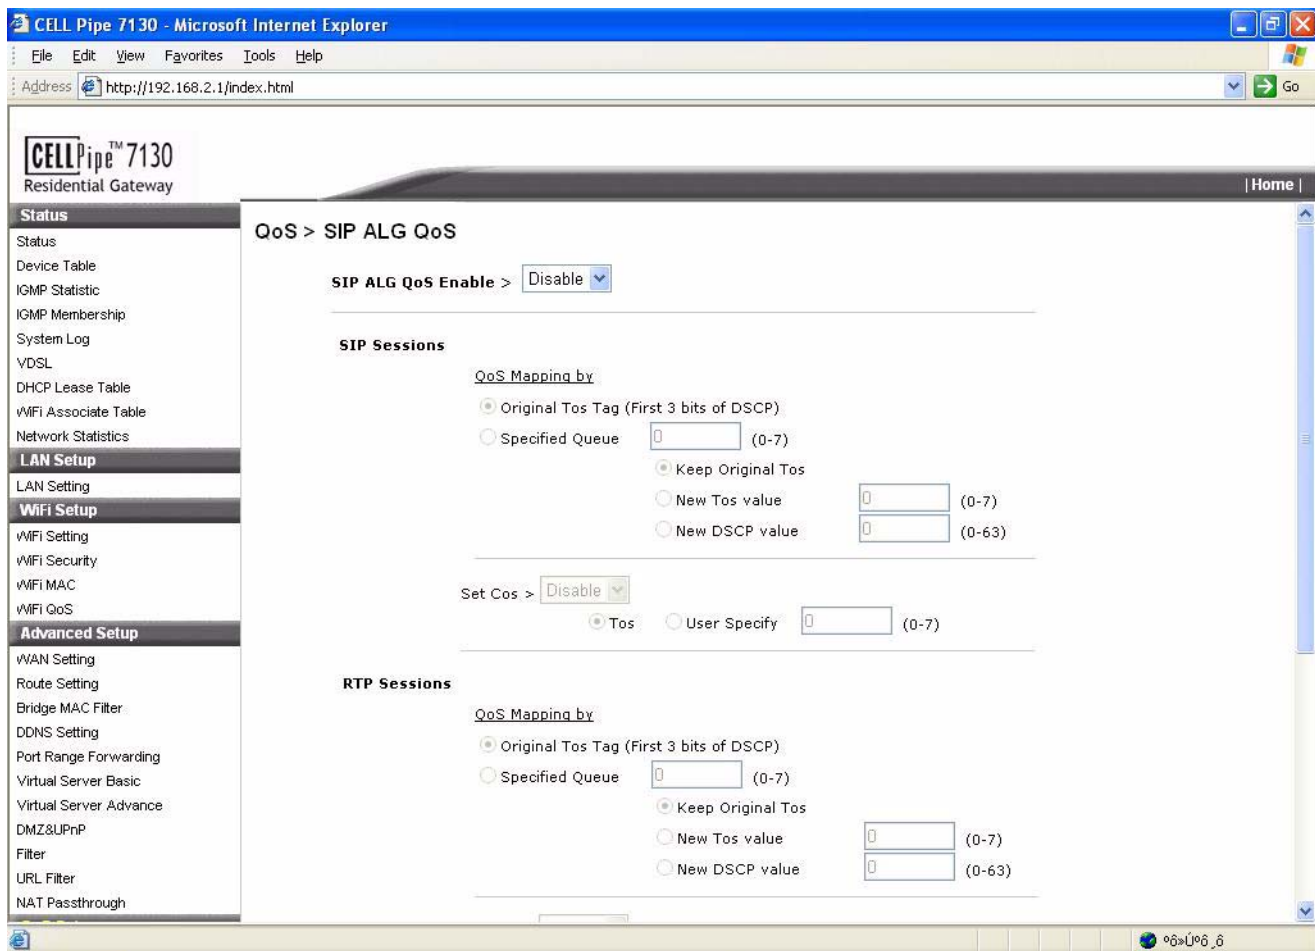 CELL Pipe 7130 - Microsoft Internet Explorer
File Edit View Favorites Tools Help
Address http://192.168.2.1/index.html Go
CELLPipe™ 7130
Residential Gateway
| Home |
Status
Status
Device Table
IGMP Statistic
IGMP Membership
System Log
VDSL
DHCP Lease Table
WiFi Associate Table
Network Statistics
LAN Setup
LAN Setting
WiFi Setup
WiFi Setting
WiFi Security
WiFi MAC
WiFi QoS
Advanced Setup
WAN Setting
Route Setting
Bridge MAC Filter
DDNS Setting
Port Range Forwarding
Virtual Server Basic
Virtual Server Advance
DMZ&UPnP
Filter
URL Filter
NAT Passthrough
QoS > SIP ALG QoS
SIP ALG QoS Enable > Disable
SIP Sessions
QoS Mapping by
Original Tos Tag (First 3 bits of DSCP)
Specified Queue 0 (0-7)
Keep Original Tos
New Tos value 0 (0-7)
New DSCP value 0 (0-63)
Set Cos > Disable
Tos User Specify 0 (0-7)
RTP Sessions
QoS Mapping by
Original Tos Tag (First 3 bits of DSCP)
Specified Queue 0 (0-7)
Keep Original Tos
New Tos value 0 (0-7)
New DSCP value 0 (0-63)